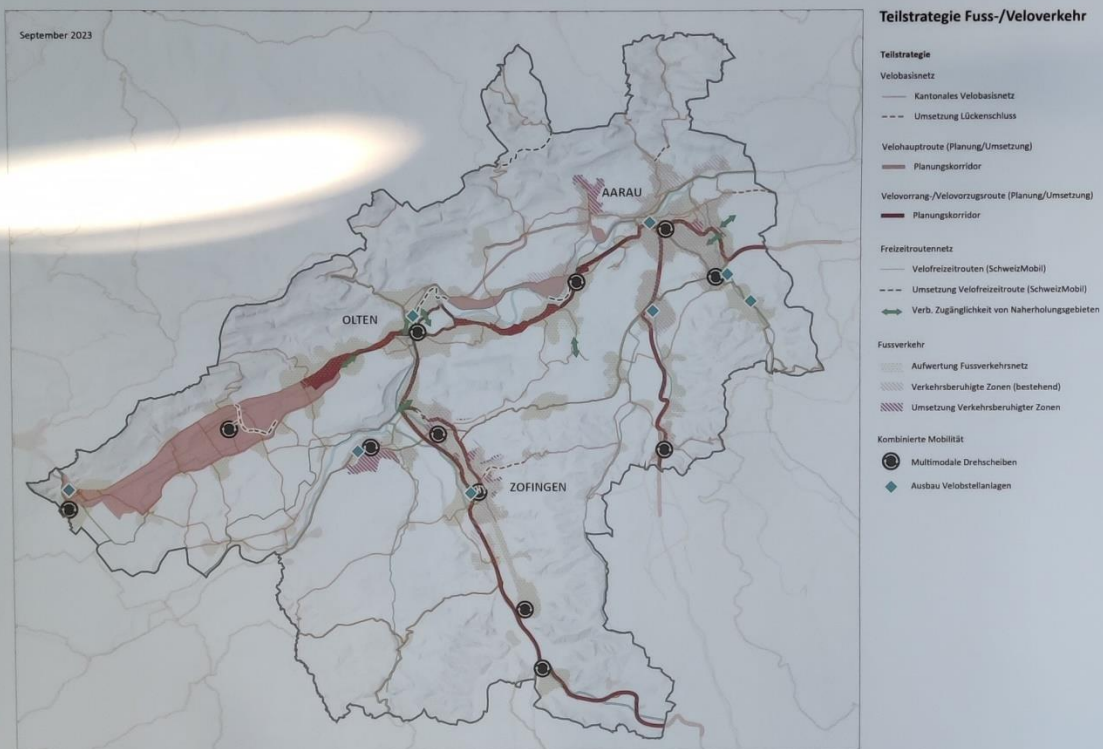 Teilstrategie Fuss-/Veloverkehr
September 2023
Teilstrategie
Velobasisnetz
Kantonales Velobasisnetz
Umsetzung Lückenschluss
Velohauptroute (Planung/Umsetzung)
Planungskorridor
Velovorrang-/Velovorzugsroute (Planung/Umsetzung)
Planungskorridor
Freizeitroutennetz
Velofreizeitrouten (SchweizMobil)
Umsetzung Velofreizeitroute (SchweizMobil)
Verb. Zugänglichkeit von Naherholungsgebieten
Fussverkehr
Aufwertung Fussverkehrsnetz
Verkehrsberuhigte Zonen (bestehend)
Umsetzung Verkehrsberuhigter Zonen
Kombinierte Mobilität
Multimodale Drehscheiben
Ausbau Velobstellanlagen
AARAU
OLTEN
ZOFINGEN